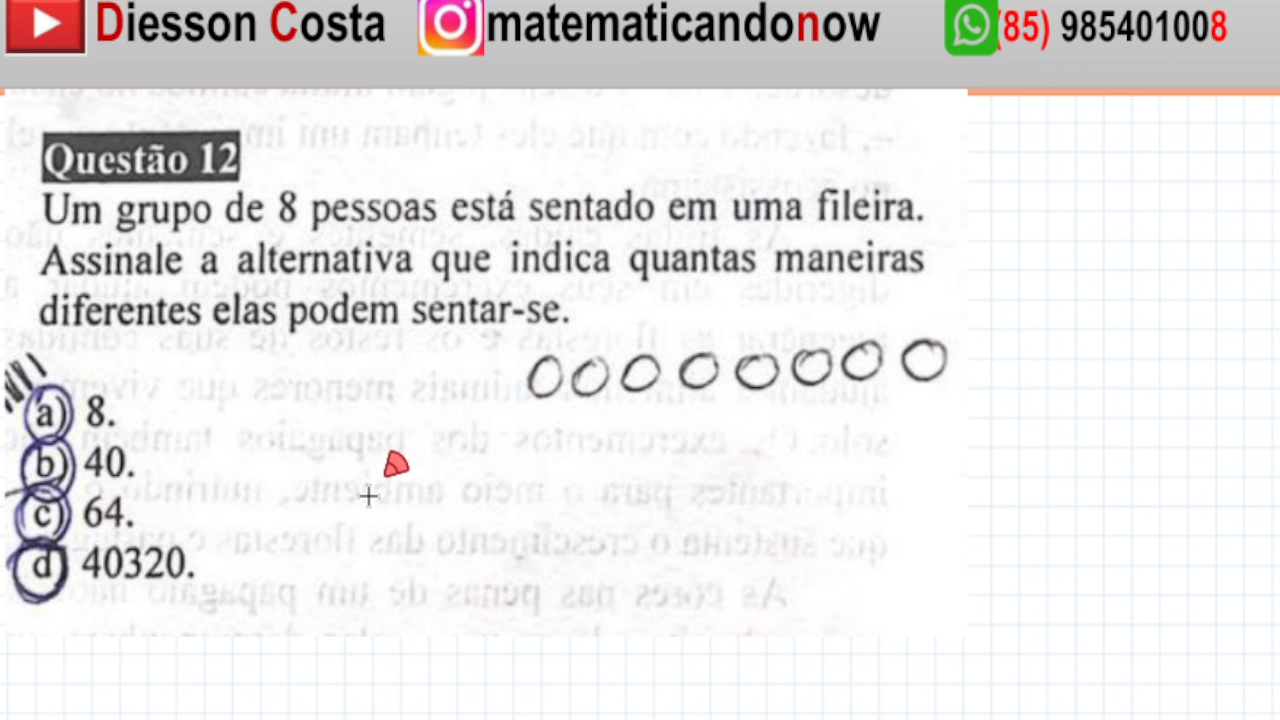 Diesson Costa matematicandonow (85) 985401008
Questão 12
Um grupo de 8 pessoas está sentado em uma fileira.
Assinale a alternativa que indica quantas maneiras
diferentes elas podem sentar-se.
a) 8.
b) 40.
c) 64.
d) 40320.